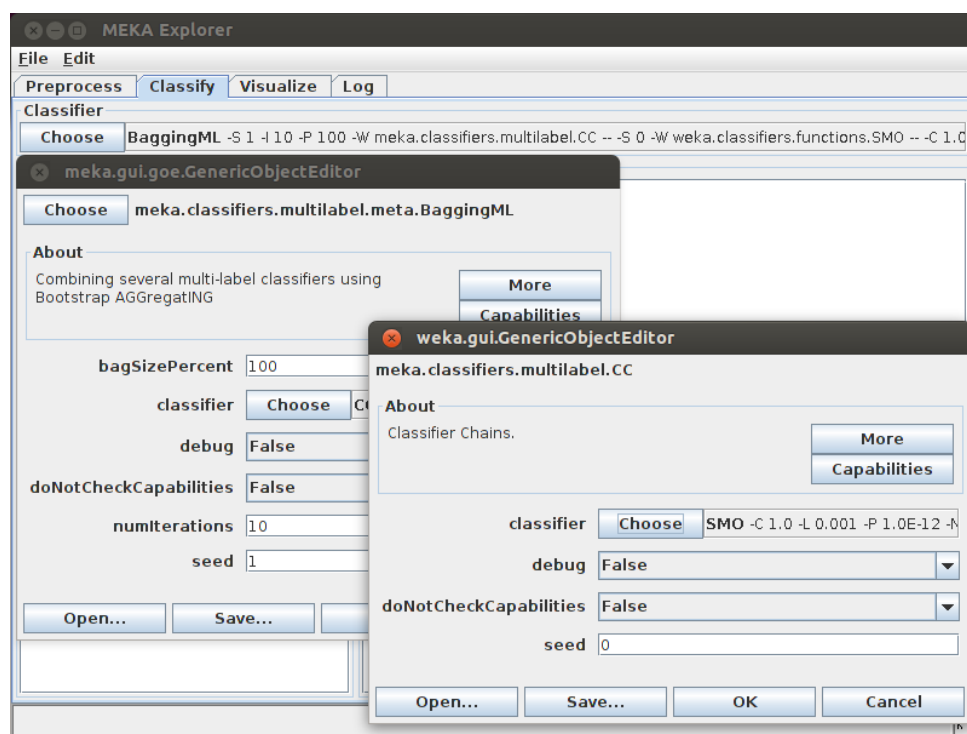 MEKA Explorer
File Edit
Preprocess Classify Visualize Log
Classifier
Choose BaggingML -S 1 -I 10 -P 100 -W meka.classifiers.multilabel.CC -- -S 0 -W weka.classifiers.functions.SMO -- -C 1.0
meka.gui.goe.GenericObjectEditor
Choose meka.classifiers.multilabel.meta.BaggingML
About
Combining several multi-label classifiers using
Bootstrap AGGregatING
More
Capabilities
bagSizePercent 100
classifier Choose
debug False
doNotCheckCapabilities False
numIterations 10
seed 1
Open... Save...
weka.gui.GenericObjectEditor
meka.classifiers.multilabel.CC
About
Classifier Chains.
More
Capabilities
classifier Choose SMO -C 1.0 -L 0.001 -P 1.0E-12 -N
debug False
doNotCheckCapabilities False
seed 0
Open... Save... OK Cancel